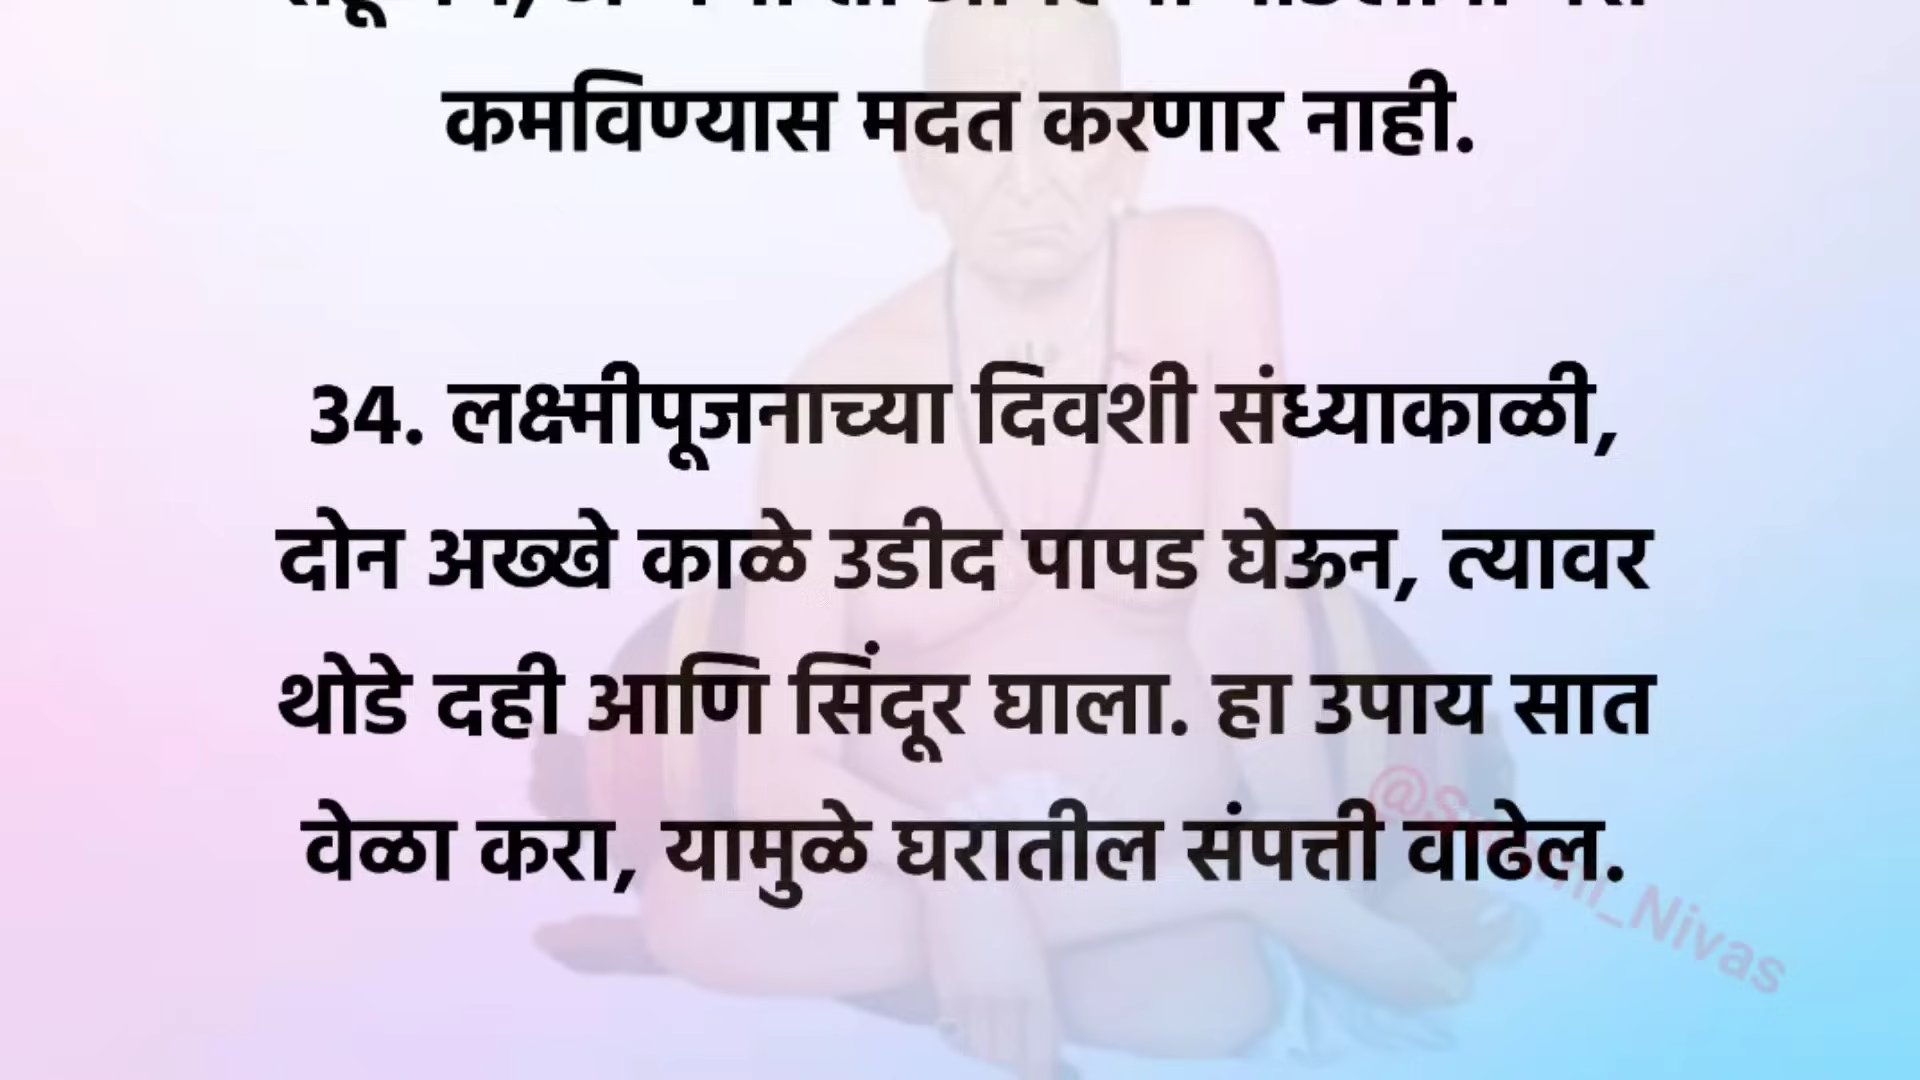 कमविण्यास मदत करणार नाही.
34. लक्ष्मीपूजनाच्या दिवशी संध्याकाळी,
दोन अख्खे काळे उडीद पापड घेऊन, त्यावर
थोडे दही आणि सिंदूर घाला. हा उपाय सात
वेळा करा, यामुळे घरातील संपत्ती वाढेल.